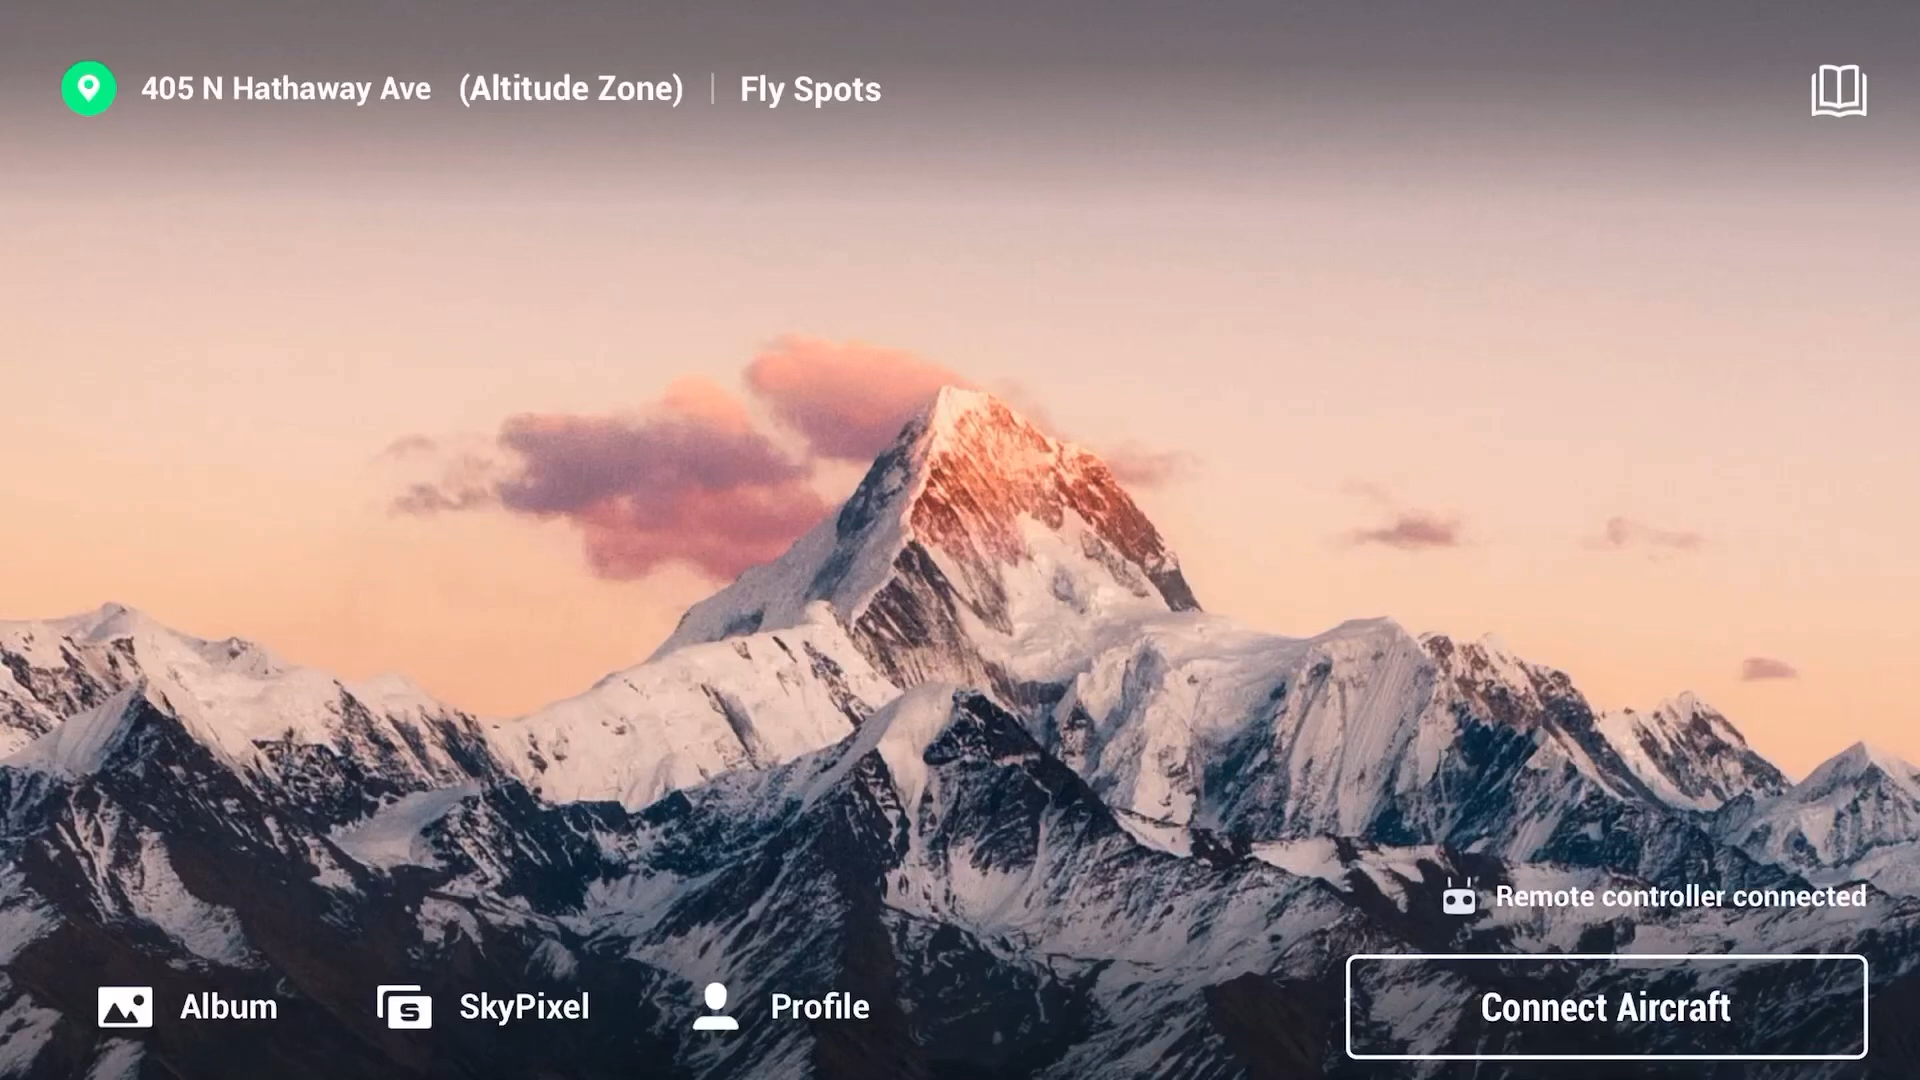 405 N Hathaway Ave (Altitude Zone) | Fly Spots
Remote controller connected
Album
S
SkyPixel
Profile
Connect Aircraft